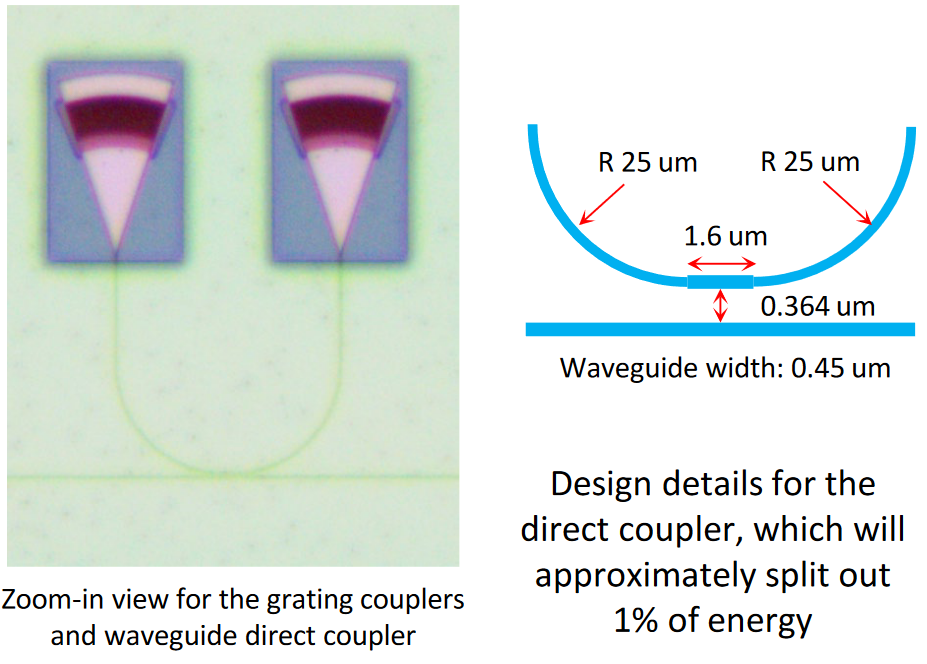 R 25 um
R 25 um
1.6 um
0.364 um
Waveguide width: 0.45 um
Design details for the
direct coupler, which will
approximately split out
1% of energy
Zoom-in view for the grating couplers
and waveguide direct coupler